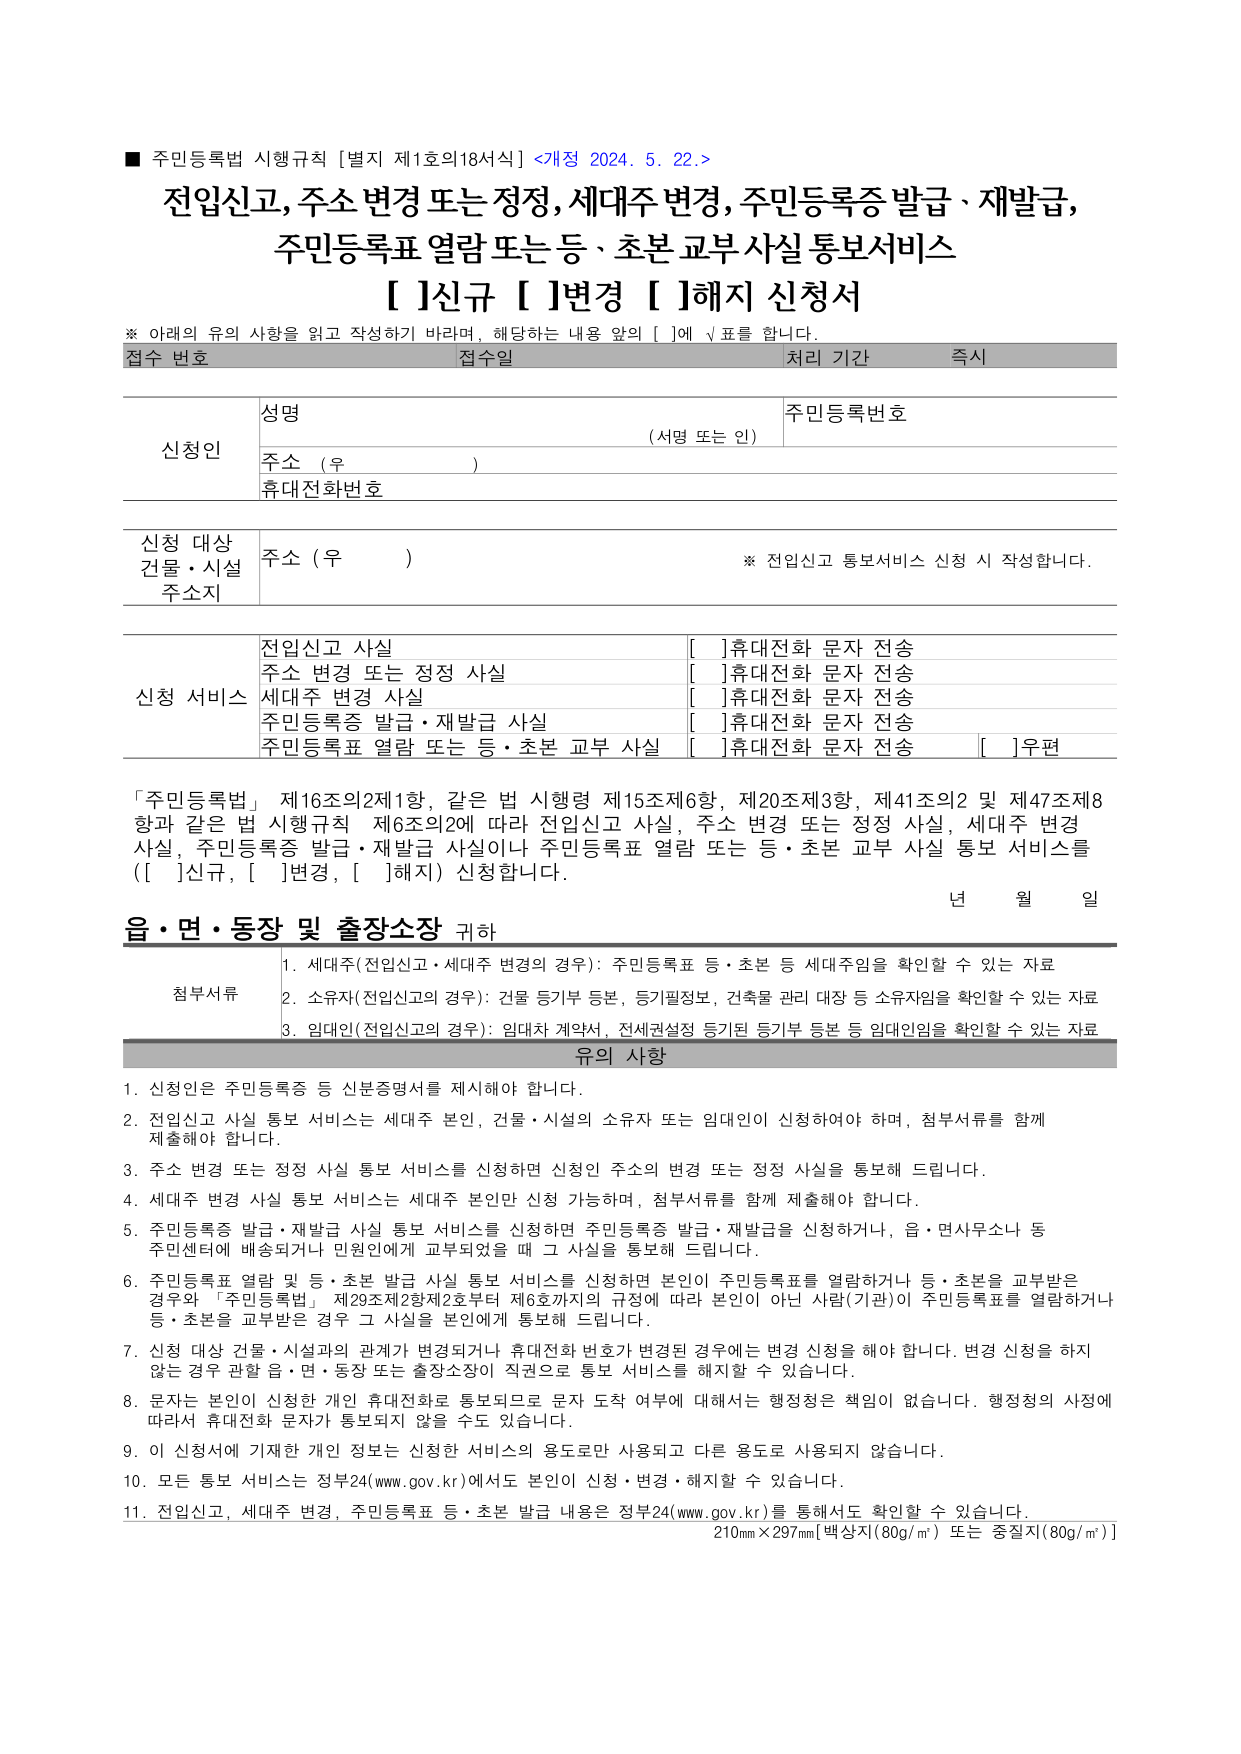 ■ 주민등록법 시행규칙 [별지 제1호의18서식] <개정 2024. 5. 22.>
전입신고, 주소 변경 또는 정정, 세대주 변경, 주민등록증 발급ㆍ재발급,
주민등록표 열람 또는 등ㆍ초본 교부 사실 통보서비스
[ ]신규 [ ]변경 [ ]해지 신청서
※ 아래의 유의 사항을 읽고 작성하기 바라며, 해당하는 내용 앞의 [ ]에 √표를 합니다.
접수 번호 접수일 처리 기간 즉시
신청인
성명
(서명 또는 인)
주민등록번호
주소 (우 )
휴대전화번호
신청 대상
건물ㆍ시설
주소지
주소 (우 )
※ 전입신고 통보서비스 신청 시 작성합니다.
신청 서비스
전입신고 사실 [ ]휴대전화 문자 전송
주소 변경 또는 정정 사실 [ ]휴대전화 문자 전송
세대주 변경 사실 [ ]휴대전화 문자 전송
주민등록증 발급ㆍ재발급 사실 [ ]휴대전화 문자 전송
주민등록표 열람 또는 등ㆍ초본 교부 사실 [ ]휴대전화 문자 전송 [ ]우편
「주민등록법」 제16조의2제1항, 같은 법 시행령 제15조제6항, 제20조제3항, 제41조의2 및 제47조제8
항과 같은 법 시행규칙 제6조의2에 따라 전입신고 사실, 주소 변경 또는 정정 사실, 세대주 변경
사실, 주민등록증 발급ㆍ재발급 사실이나 주민등록표 열람 또는 등ㆍ초본 교부 사실 통보 서비스를
([ ]신규, [ ]변경, [ ]해지) 신청합니다.
년 월 일
읍ㆍ면ㆍ동장 및 출장소장 귀하
첨부서류
1. 세대주(전입신고ㆍ세대주 변경의 경우): 주민등록표 등ㆍ초본 등 세대주임을 확인할 수 있는 자료
2. 소유자(전입신고의 경우): 건물 등기부 등본, 등기필정보, 건축물 관리 대장 등 소유자임을 확인할 수 있는 자료
3. 임대인(전입신고의 경우): 임대차 계약서, 전세권설정 등기된 등기부 등본 등 임대인임을 확인할 수 있는 자료
유의 사항
1. 신청인은 주민등록증 등 신분증명서를 제시해야 합니다.
2. 전입신고 사실 통보 서비스는 세대주 본인, 건물ㆍ시설의 소유자 또는 임대인이 신청하여야 하며, 첨부서류를 함께
제출해야 합니다.
3. 주소 변경 또는 정정 사실 통보 서비스를 신청하면 신청인 주소의 변경 또는 정정 사실을 통보해 드립니다.
4. 세대주 변경 사실 통보 서비스는 세대주 본인만 신청 가능하며, 첨부서류를 함께 제출해야 합니다.
5. 주민등록증 발급ㆍ재발급 사실 통보 서비스를 신청하면 주민등록증 발급ㆍ재발급을 신청하거나, 읍ㆍ면사무소나 동
주민센터에 배송되거나 민원인에게 교부되었을 때 그 사실을 통보해 드립니다.
6. 주민등록표 열람 및 등ㆍ초본 발급 사실 통보 서비스를 신청하면 본인이 주민등록표를 열람하거나 등ㆍ초본을 교부받은
경우와 「주민등록법」 제29조제2항제2호부터 제6호까지의 규정에 따라 본인이 아닌 사람(기관)이 주민등록표를 열람하거나
등ㆍ초본을 교부받은 경우 그 사실을 본인에게 통보해 드립니다.
7. 신청 대상 건물ㆍ시설과의 관계가 변경되거나 휴대전화 번호가 변경된 경우에는 변경 신청을 해야 합니다. 변경 신청을 하지
않는 경우 관할 읍ㆍ면ㆍ동장 또는 출장소장이 직권으로 통보 서비스를 해지할 수 있습니다.
8. 문자는 본인이 신청한 개인 휴대전화로 통보되므로 문자 도착 여부에 대해서는 행정청은 책임이 없습니다. 행정청의 사정에
따라서 휴대전화 문자가 통보되지 않을 수도 있습니다.
9. 이 신청서에 기재한 개인 정보는 신청한 서비스의 용도로만 사용되고 다른 용도로 사용되지 않습니다.
10. 모든 통보 서비스는 정부24(www.gov.kr)에서도 본인이 신청ㆍ변경ㆍ해지할 수 있습니다.
11. 전입신고, 세대주 변경, 주민등록표 등ㆍ초본 발급 내용은 정부24(www.gov.kr)를 통해서도 확인할 수 있습니다.
210㎜×297㎜[백상지(80g/㎡) 또는 중질지(80g/㎡)]